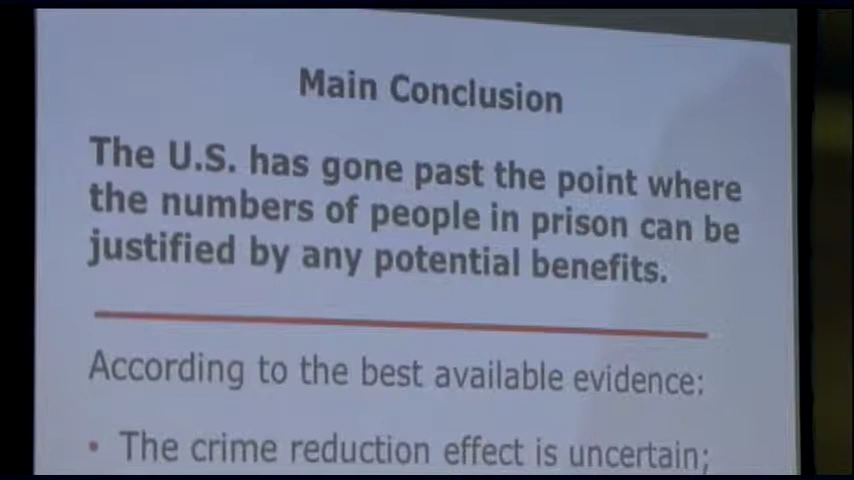 Main Conclusion
The U.S. has gone past the point where
the numbers of people in prison can be
justified by any potential benefits.
According to the best available evidence:
• The crime reduction effect is uncertain;